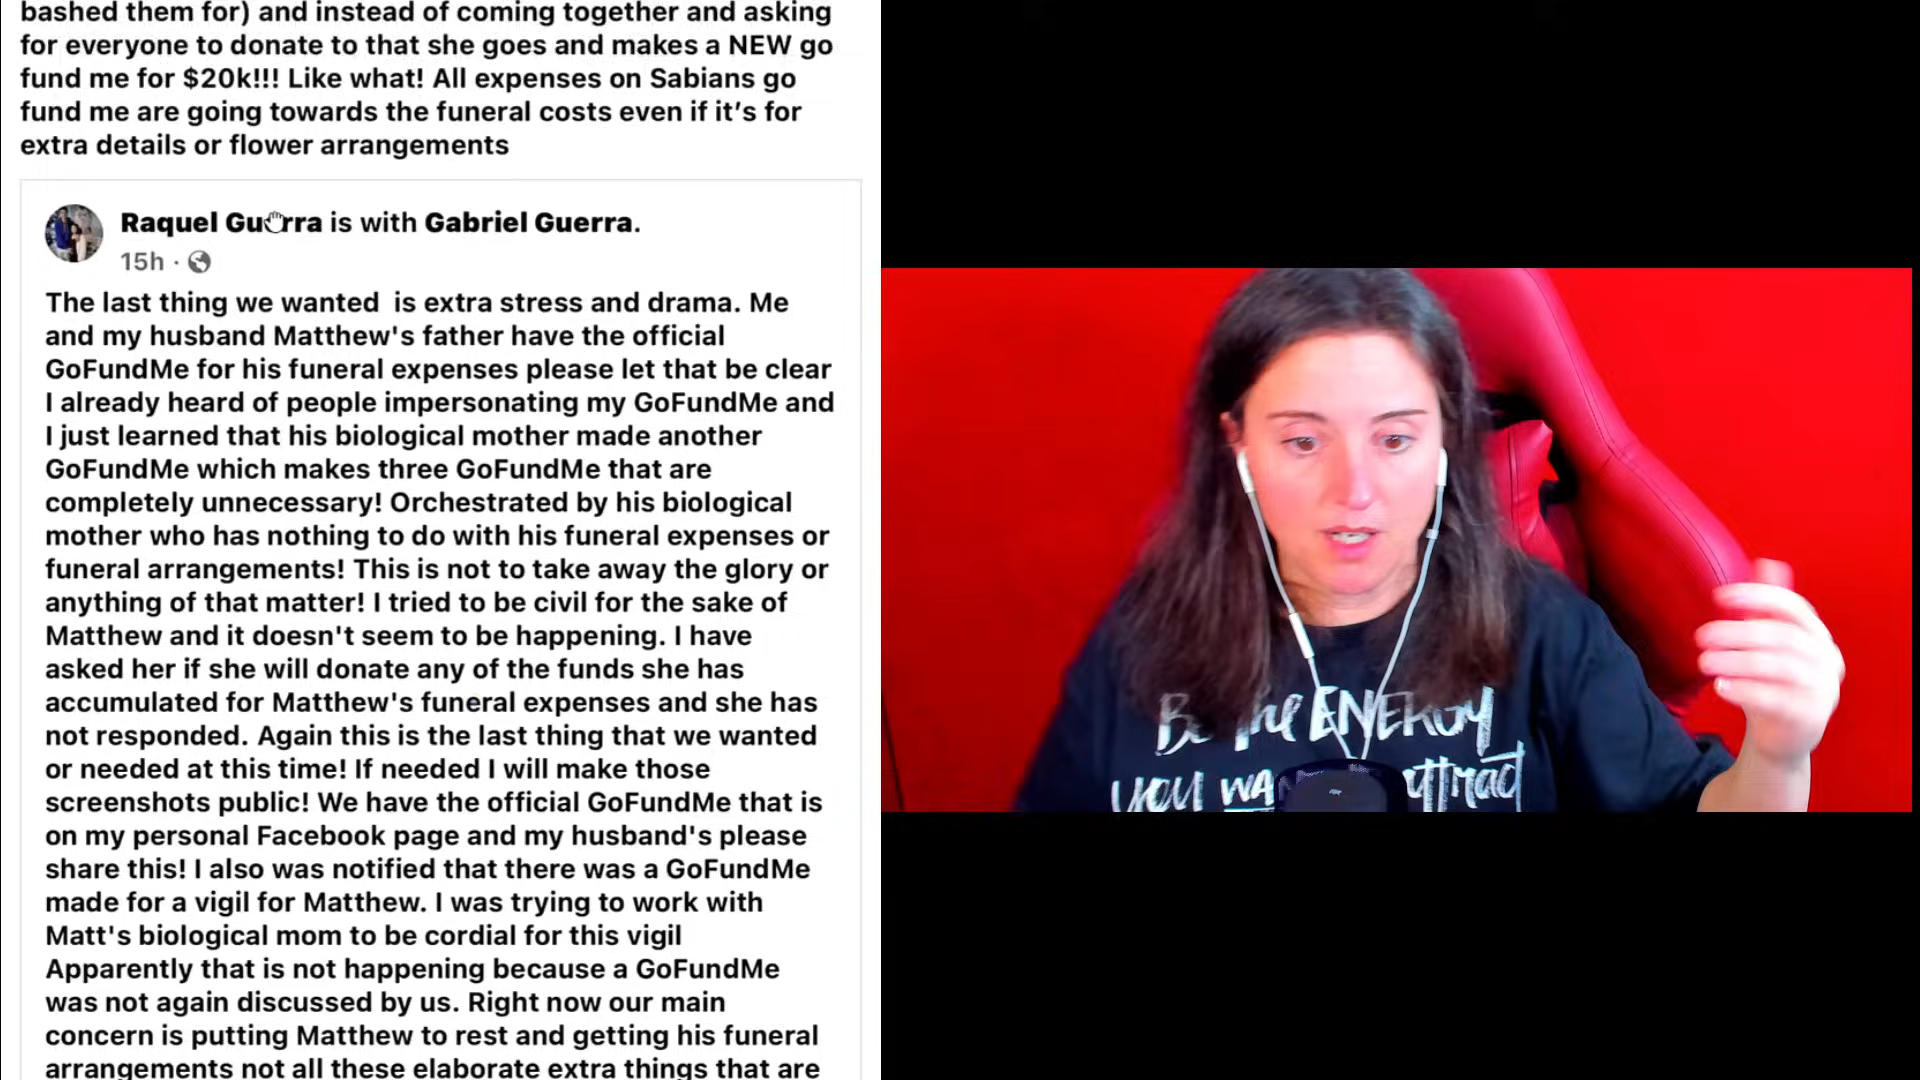 bashed them for) and instead of coming together and asking
for everyone to donate to that she goes and makes a NEW go
fund me for $20k!!! Like what! All expenses on Sabians go
fund me are going towards the funeral costs even if it’s for
extra details or flower arrangements
Raquel Guerra is with Gabriel Guerra.
15h ·
The last thing we wanted  is extra stress and drama. Me
and my husband Matthew's father have the official
GoFundMe for his funeral expenses please let that be clear
I already heard of people impersonating my GoFundMe and
I just learned that his biological mother made another
GoFundMe which makes three GoFundMe that are
completely unnecessary! Orchestrated by his biological
mother who has nothing to do with his funeral expenses or
funeral arrangements! This is not to take away the glory or
anything of that matter! I tried to be civil for the sake of
Matthew and it doesn't seem to be happening. I have
asked her if she will donate any of the funds she has
accumulated for Matthew's funeral expenses and she has
not responded. Again this is the last thing that we wanted
or needed at this time! If needed I will make those
screenshots public! We have the official GoFundMe that is
on my personal Facebook page and my husband's please
share this! I also was notified that there was a GoFundMe
made for a vigil for Matthew. I was trying to work with
Matt's biological mom to be cordial for this vigil
Apparently that is not happening because a GoFundMe
was not again discussed by us. Right now our main
concern is putting Matthew to rest and getting his funeral
arrangements not all these elaborate extra things that are
Be the ENERGY
you wa attract